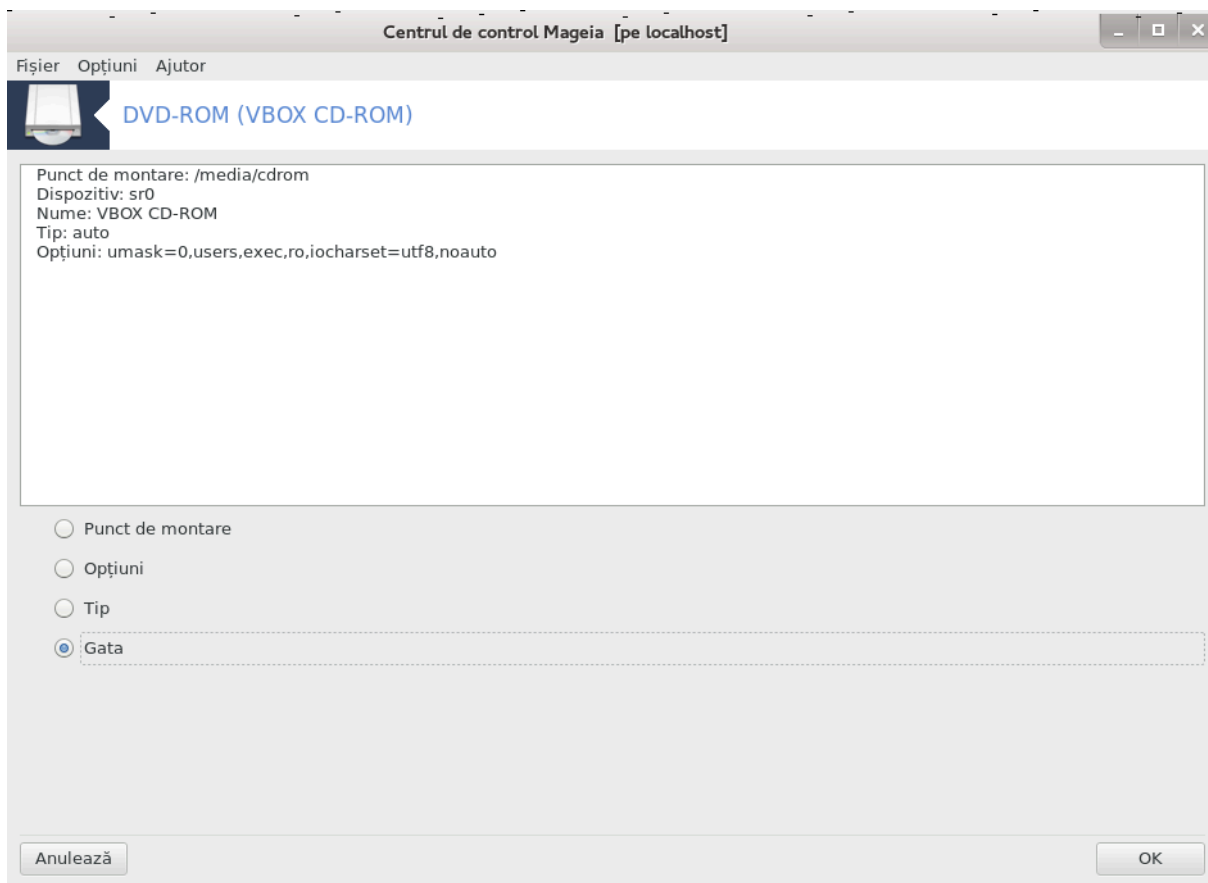 Centrul de control Mageia [pe localhost]
Fișier Opțiuni Ajutor
DVD-ROM (VBOX CD-ROM)
Punct de montare: /media/cdrom
Dispozitiv: sr0
Nume: VBOX CD-ROM
Tip: auto
Opțiuni: umask=0,users,exec,ro,iocharset=utf8,noauto
Punct de montare
Opțiuni
Tip
Gata
Anulează OK